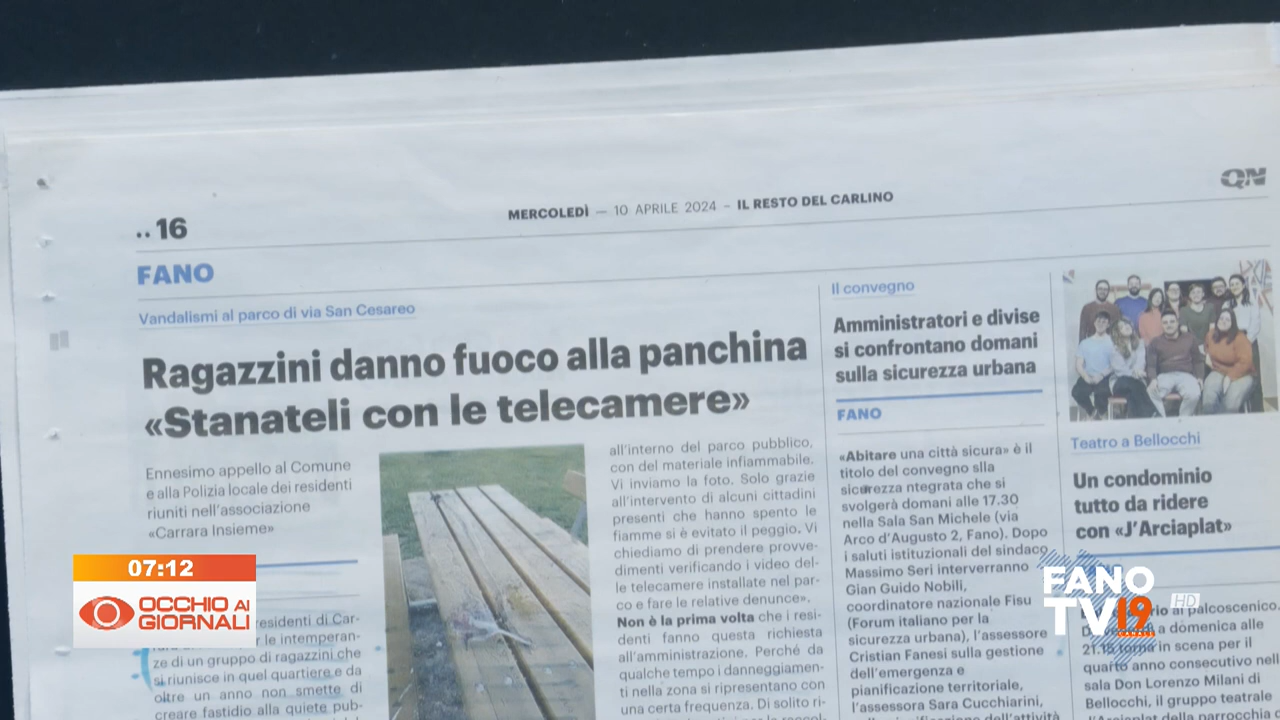 QN
.. 16
MERCOLEDÌ — 10 APRILE 2024 – IL RESTO DEL CARLINO
FANO
Vandalismi al parco di via San Cesareo
Ragazzini danno fuoco alla panchina
«Stanateli con le telecamere»
Ennesimo appello al Comune
e alla Polizia locale dei residenti
riuniti nell'associazione
«Carrara Insieme»
residenti di Car-
le intemperan-
ze di un gruppo di ragazzini che
si riunisce in quel quartiere e da
oltre un anno non smette di
creare fastidio alla quiete pub-
all'interno del parco pubblico,
con del materiale infiammabile.
Vi inviamo la foto. Solo grazie
all'intervento di alcuni cittadini
presenti che hanno spento le
fiamme si è evitato il peggio. Vi
chiediamo di prendere provve-
dimenti verificando i video del-
le telecamere installate nel par-
co e fare le relative denunce».
Non è la prima volta che i resi-
denti fanno questa richiesta
all'amministrazione. Perché da
qualche tempo i danneggiamen-
ti nella zona si ripresentano con
una certa frequenza. Di solito ri-
Il convegno
Amministratori e divise
si confrontano domani
sulla sicurezza urbana
FANO
«Abitare una città sicura» è il
titolo del convegno slla
sicurezza ntegrata che si
svolgerà domani alle 17.30
nella Sala San Michele (via
Arco d'Augusto 2, Fano). Dopo
i saluti istituzionali del sindaco
Massimo Seri interverranno
Gian Guido Nobili,
coordinatore nazionale Fisu
(Forum italiano per la
sicurezza urbana), l'assessore
Cristian Fanesi sulla gestione
dell'emergenza e
pianificazione territoriale,
l'assessora Sara Cucchiarini,
Teatro a Bellocchi
Un condominio
tutto da ridere
con «J'Arciaplat»
al palcoscenico.
a domenica alle
21.15 torna in scena per il
quarto anno consecutivo nell
sala Don Lorenzo Milani di
Bellocchi, il gruppo teatrale
07:12
OCCHIO AI
GIORNALI
FANO
TV19 HD